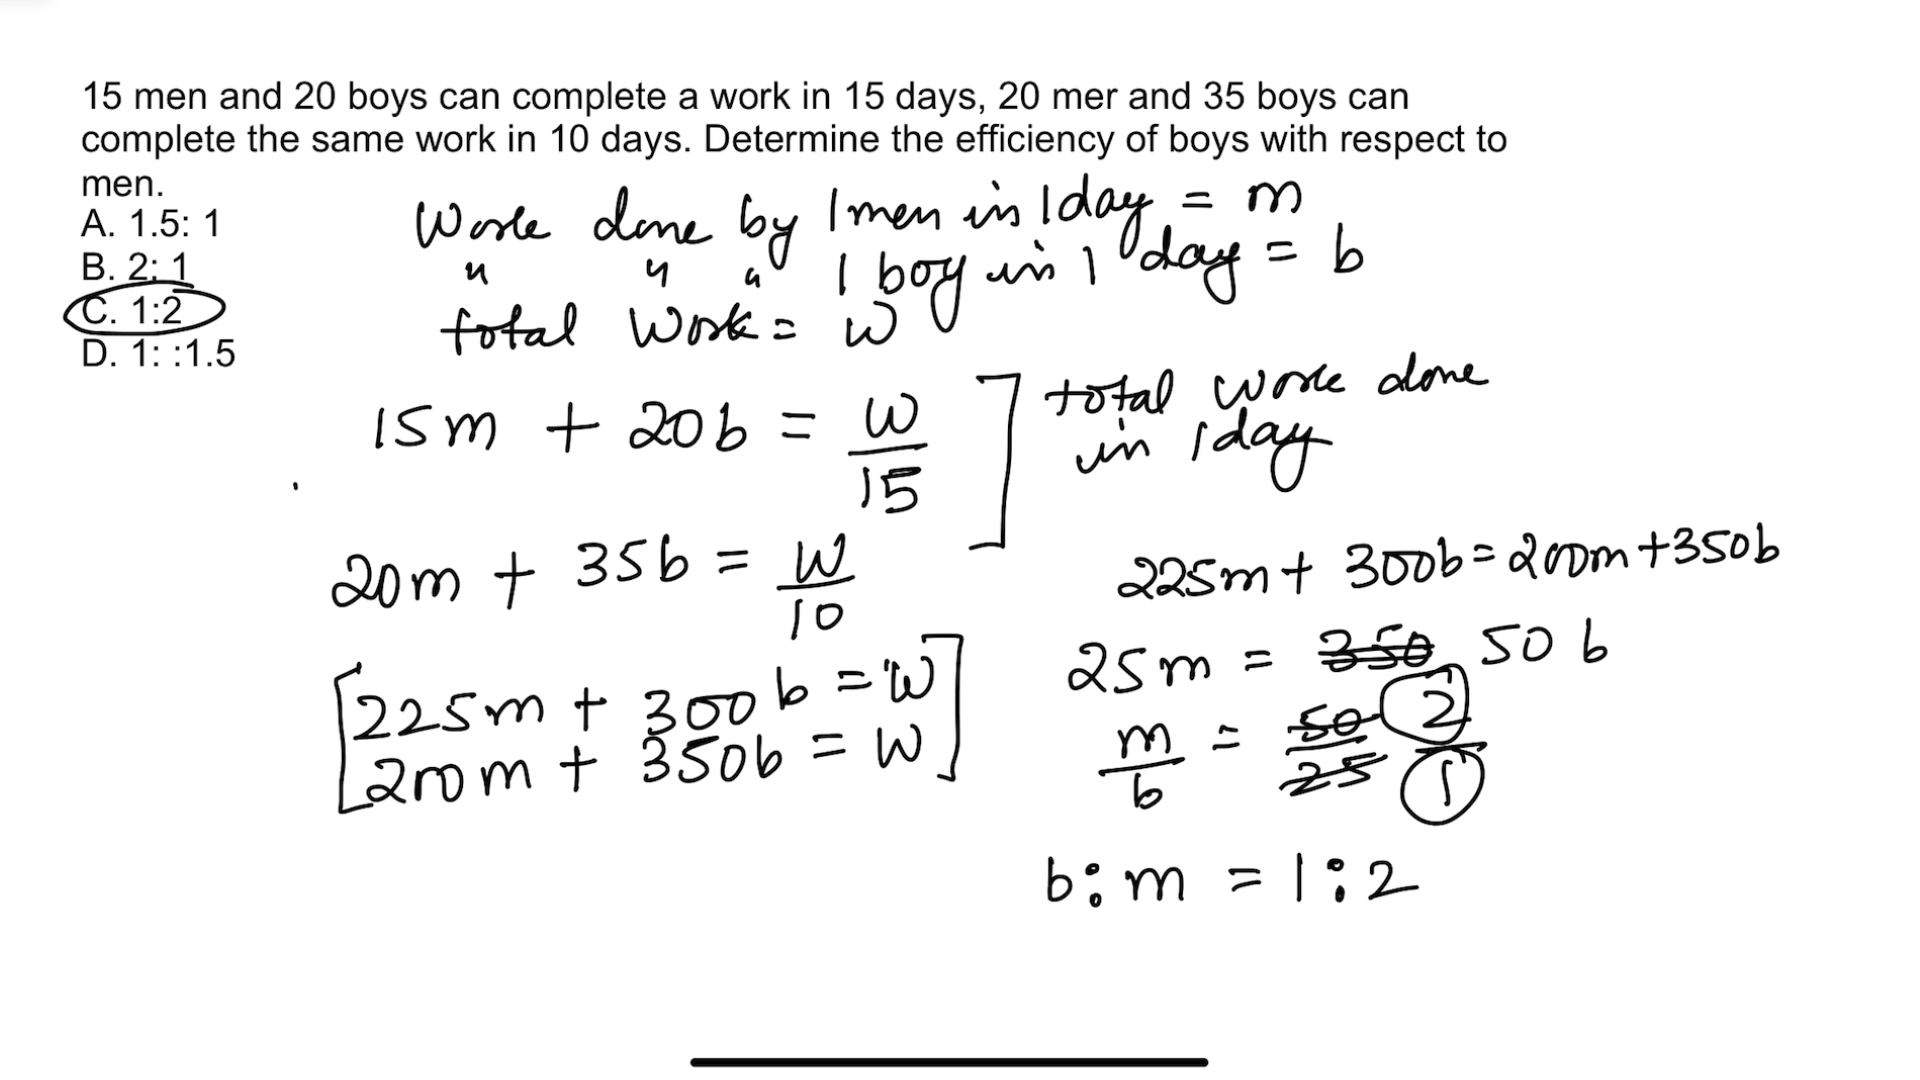 15 men and 20 boys can complete a work in 15 days, 20 mer and 35 boys can
complete the same work in 10 days. Determine the efficiency of boys with respect to
men.
A. 1.5: 1
B. 2: 1
C. 1:2
D. 1: :1.5
Work done by 1 men in 1 day = m
" " " 1 boy in 1 day = b
total work = w
15m + 20b = w/15
total work done
in 1 day
20m + 35b = w/10
225m + 300b = w
200m + 350b = w
225m + 300b = 200m + 350b
25m = 350 50 b
m/b = 50/25 2/1
b : m = 1 : 2